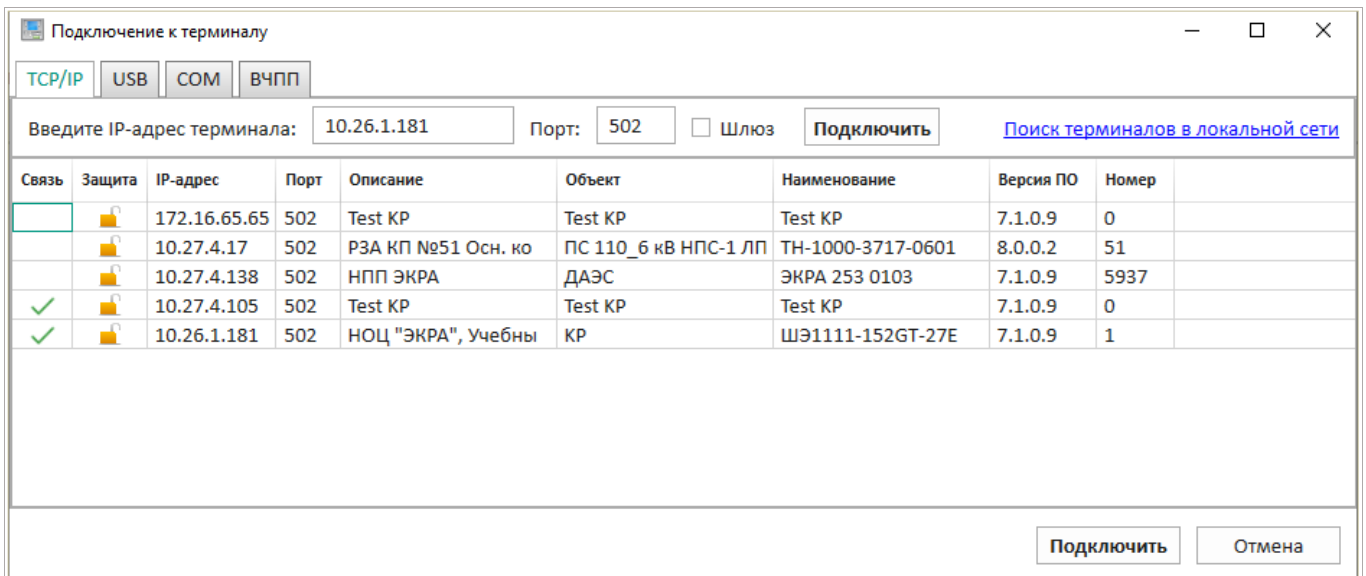 Подключение к терминалу
TCP/IP USB COM ВЧПП
Введите IP-адрес терминала: 10.26.1.181 Порт: 502 Шлюз Подключить Поиск терминалов в локальной сети
Связь Защита IP-адрес Порт Описание Объект Наименование Версия ПО Номер
172.16.65.65 502 Test KP Test KP Test KP 7.1.0.9 0
10.27.4.17 502 РЗА КП №51 Осн. ко ПС 110_6 кВ НПС-1 ЛП ТН-1000-3717-0601 8.0.0.2 51
10.27.4.138 502 НПП ЭКРА ДАЭС ЭКРА 253 0103 7.1.0.9 5937
10.27.4.105 502 Test KP Test KP Test KP 7.1.0.9 0
10.26.1.181 502 НОЦ "ЭКРА", Учебны КР ШЭ1111-152GT-27E 7.1.0.9 1
Подключить Отмена